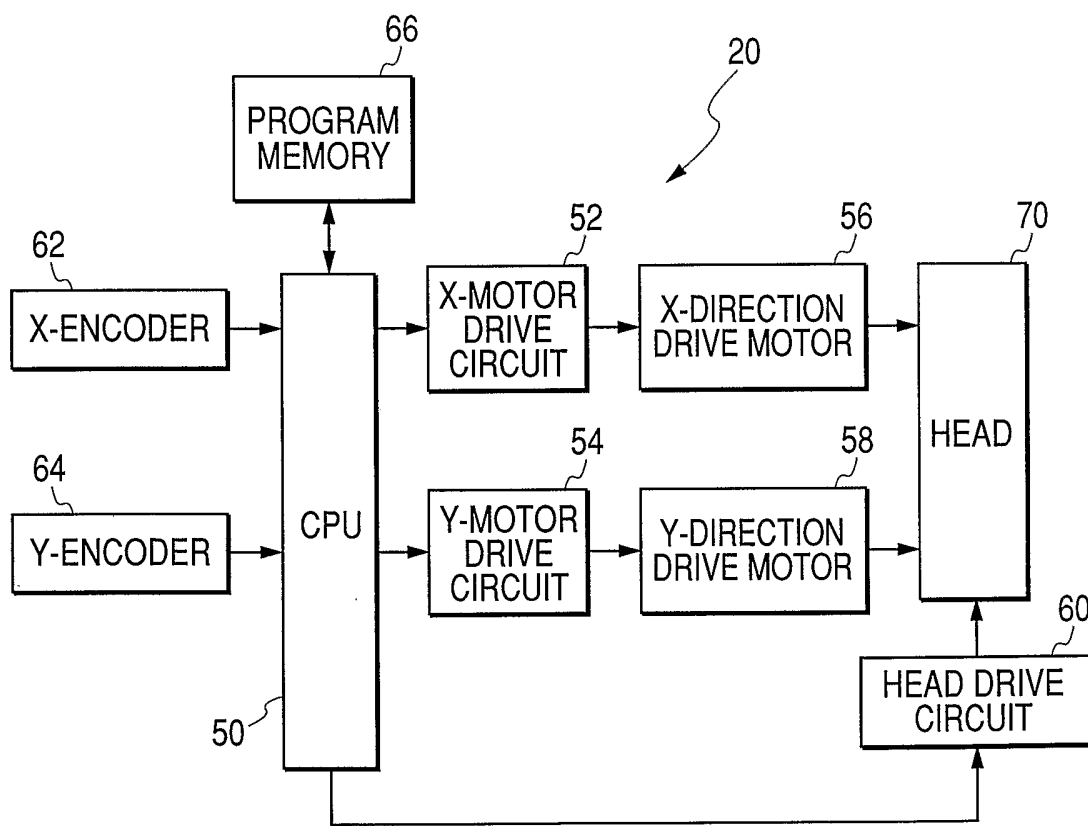 66
20
PROGRAM
MEMORY
62
52
56
70
X-ENCODER
X-MOTOR
DRIVE
CIRCUIT
X-DIRECTION
DRIVE MOTOR
HEAD
64
54
58
Y-ENCODER
CPU
Y-MOTOR
DRIVE
CIRCUIT
Y-DIRECTION
DRIVE MOTOR
60
50
HEAD DRIVE
CIRCUIT